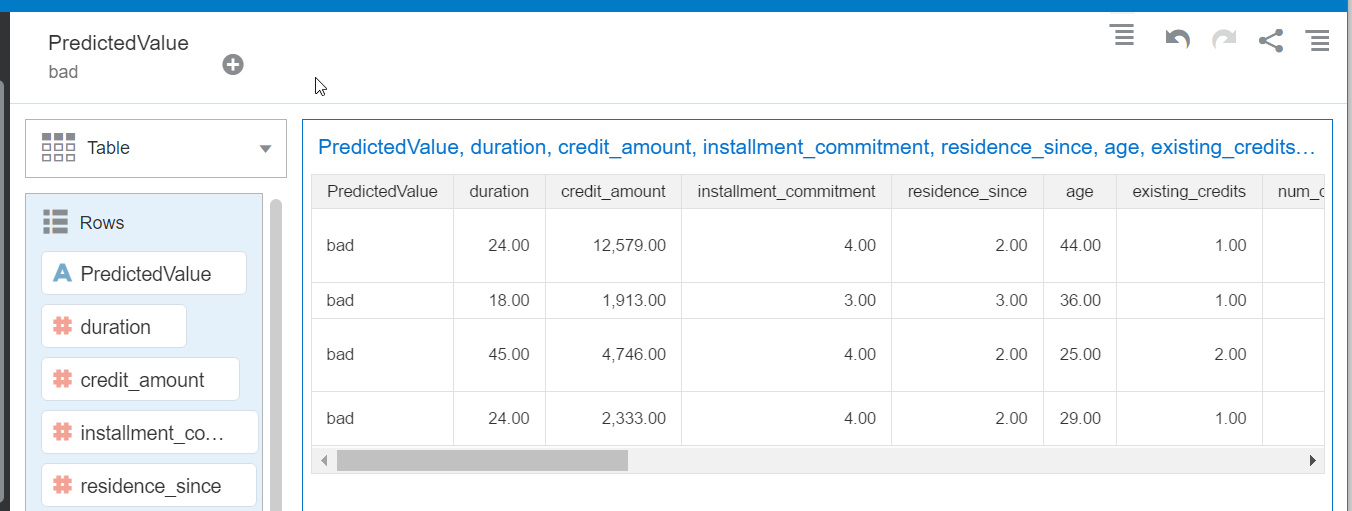 PredictedValue
bad
Table
Rows
PredictedValue
duration
credit_amount
installment_co…
residence_since
PredictedValue, duration, credit_amount, installment_commitment, residence_since, age, existing_credits…
PredictedValue duration credit_amount installment_commitment residence_since age existing_credits num_c
bad 24.00 12,579.00 4.00 2.00 44.00 1.00
bad 18.00 1,913.00 3.00 3.00 36.00 1.00
bad 45.00 4,746.00 4.00 2.00 25.00 2.00
bad 24.00 2,333.00 4.00 2.00 29.00 1.00